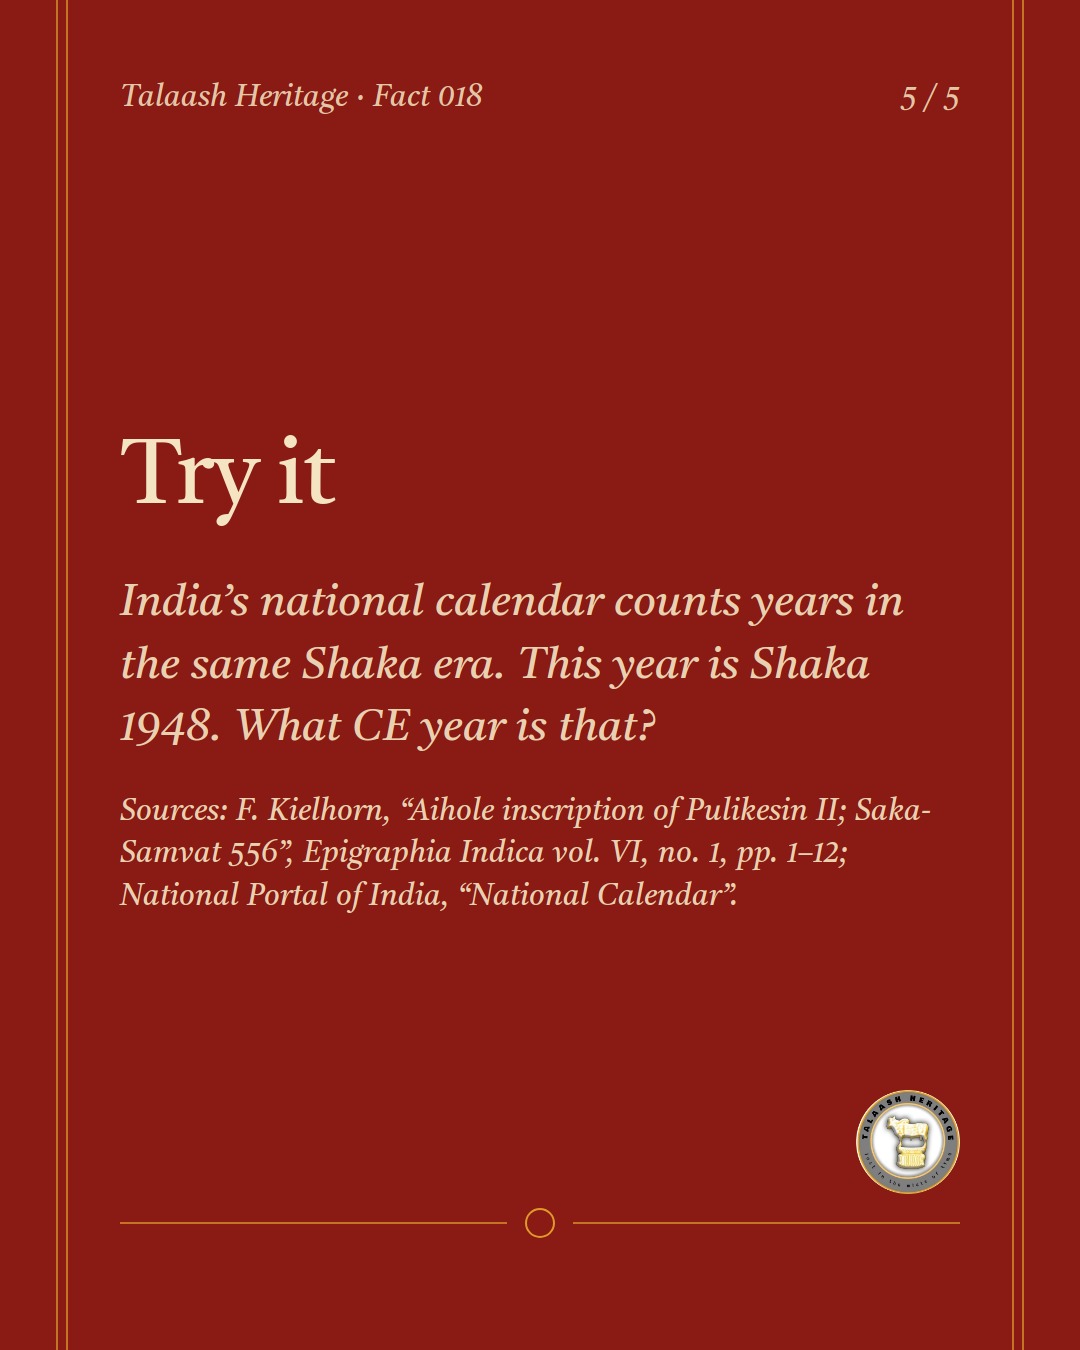 Talaash Heritage · Fact 018
5 / 5
Try it
India’s national calendar counts years in
the same Shaka era. This year is Shaka
1948. What CE year is that?
Sources: F. Kielhorn, “Aihole inscription of Pulikesin II; Saka-
Samvat 556”, Epigraphia Indica vol. VI, no. 1, pp. 1–12;
National Portal of India, “National Calendar”.
TALAASH HERITAGE